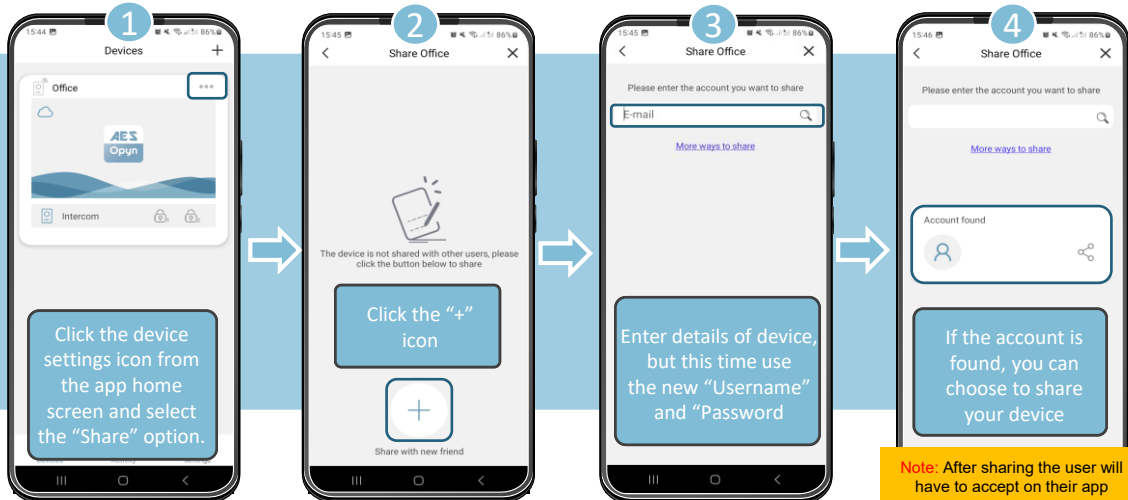 1
15:44
86%
Devices
+
Office
AES
Opyn
Intercom
Click the device
settings icon from
the app home
screen and select
the “Share” option.
2
15:45
86%
Share Office
The device is not shared with other users, please
click the button below to share
Click the “+”
icon
+
Share with new friend
3
15:45
86%
Share Office
Please enter the account you want to share
E-mail
More ways to share
Enter details of device,
but this time use
the new “Username”
and “Password
4
15:46
86%
Share Office
Please enter the account you want to share
More ways to share
Account found
If the account is
found, you can
choose to share
your device
Note: After sharing the user will
have to accept on their app